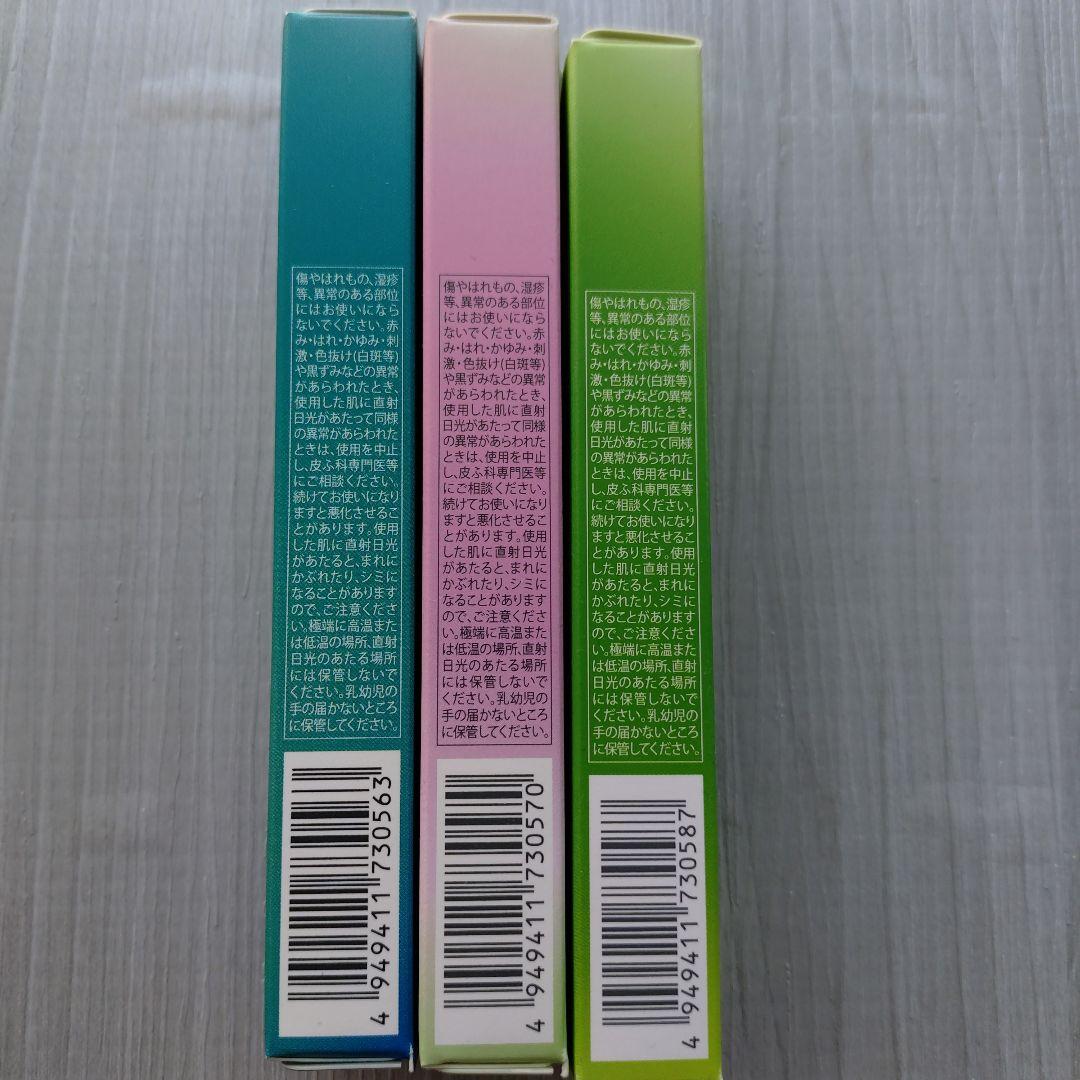 傷やはれもの、湿疹
等、異常のある部位
にはお使いになら
ないでください。赤
み・はれ・かゆみ・刺
激・色抜け(白斑等)
や黒ずみなどの異常
があらわれたとき、
使用した肌に直射
日光があたって同様
の異常があらわれた
ときは、使用を中止
し、皮ふ科専門医等
にご相談ください。
続けてお使いになり
ますと悪化させるこ
とがあります。使用
した肌に直射日光
があたると、まれに
かぶれたり、シミに
なることがあります
ので、ご注意くださ
い。極端に高温また
は低温の場所、直射
日光のあたる場所
には保管しないで
ください。乳幼児の
手の届かないところ
に保管してください。
4 949411 730563
傷やはれもの、湿疹
等、異常のある部位
にはお使いになら
ないでください。赤
み・はれ・かゆみ・刺
激・色抜け(白斑等)
や黒ずみなどの異常
があらわれたとき、
使用した肌に直射
日光があたって同様
の異常があらわれた
ときは、使用を中止
し、皮ふ科専門医等
にご相談ください。
続けてお使いになり
ますと悪化させるこ
とがあります。使用
した肌に直射日光
があたると、まれに
かぶれたり、シミに
なることがあります
ので、ご注意くださ
い。極端に高温また
は低温の場所、直射
日光のあたる場所
には保管しないで
ください。乳幼児の
手の届かないところ
に保管してください。
4 949411 730570
傷やはれもの、湿疹
等、異常のある部位
にはお使いになら
ないでください。赤
み・はれ・かゆみ・刺
激・色抜け(白斑等)
や黒ずみなどの異常
があらわれたとき、
使用した肌に直射
日光があたって同様
の異常があらわれた
ときは、使用を中止
し、皮ふ科専門医等
にご相談ください。
続けてお使いになり
ますと悪化させるこ
とがあります。使用
した肌に直射日光
があたると、まれに
かぶれたり、シミに
なることがあります
ので、ご注意くださ
い。極端に高温また
は低温の場所、直射
日光のあたる場所
には保管しないで
ください。乳幼児の
手の届かないところ
に保管してください。
4 949411 730587